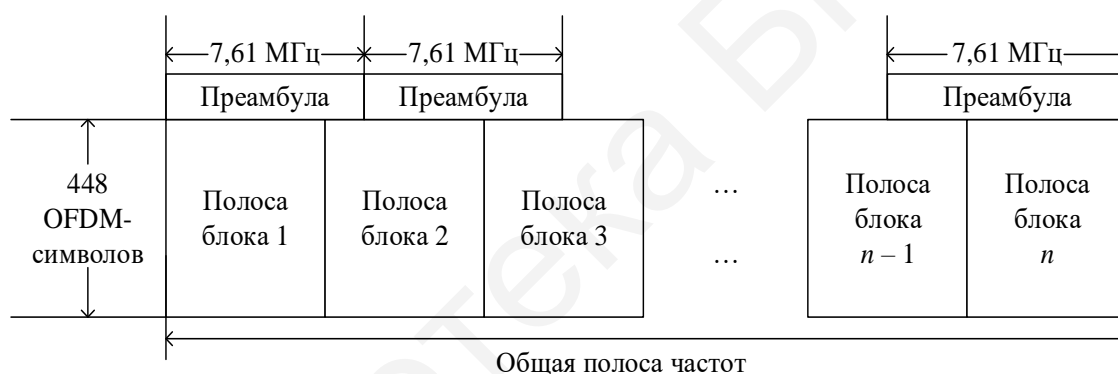 7,61 МГц 7,61 МГц 7,61 МГц
Преамбула Преамбула Преамбула
448
OFDM-
символов
Полоса
блока 1
Полоса
блока 2
Полоса
блока 3
…
…
Полоса
блока
n – 1
Полоса
блока
n
Общая полоса частот